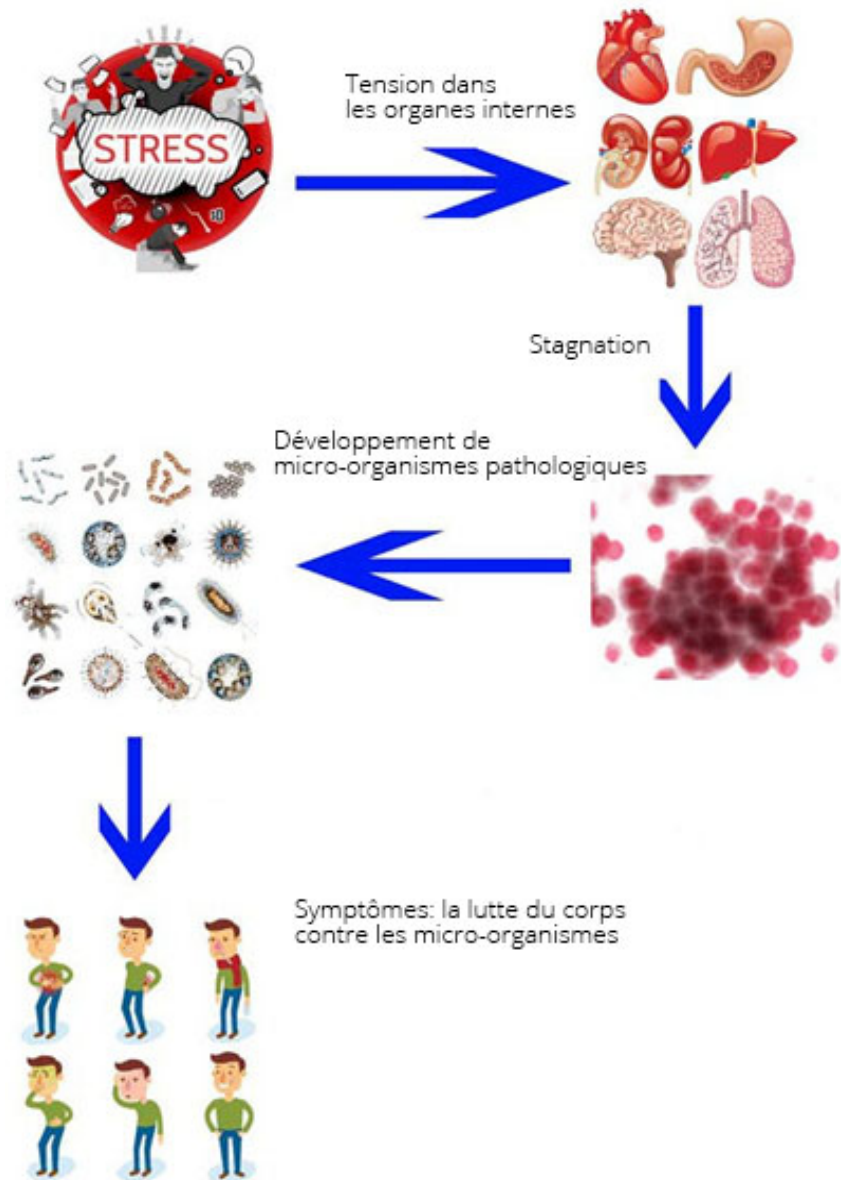 STRESS
Tension dans
les organes internes
Stagnation
Développement de
micro-organismes pathologiques
Symptômes: la lutte du corps
contre les micro-organismes